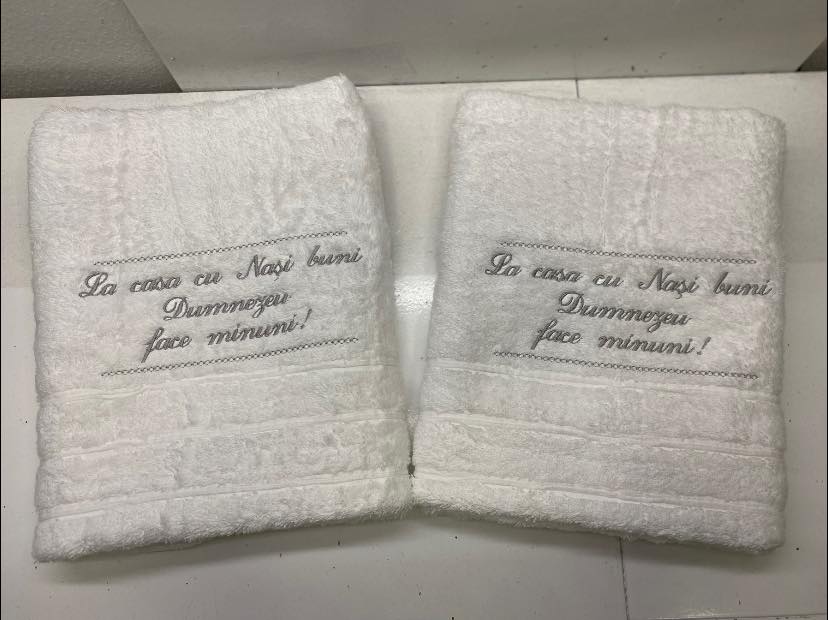 La casa cu Nași buni
Dumnezeu
face minuni!
La casa cu Nași buni
Dumnezeu
face minuni!